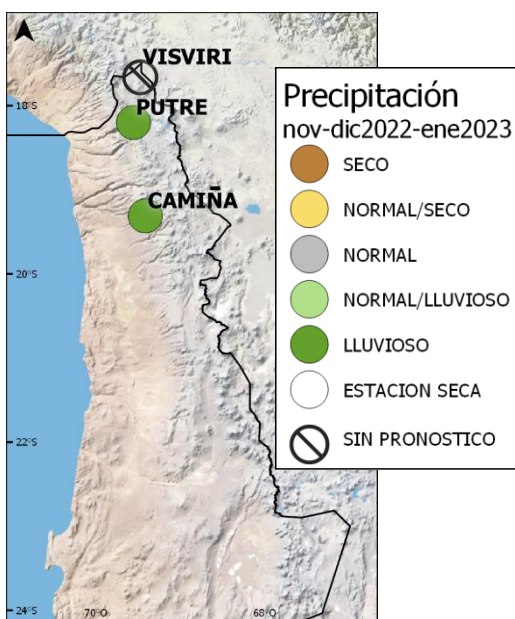 VISVIRI
PUTRE
CAMIÑA
18°S
20°S
22°S
24°S
70°O
68°O
Precipitación
nov-dic2022-ene2023
SECO
NORMAL/SECO
NORMAL
NORMAL/LLUVIOSO
LLUVIOSO
ESTACION SECA
SIN PRONOSTICO